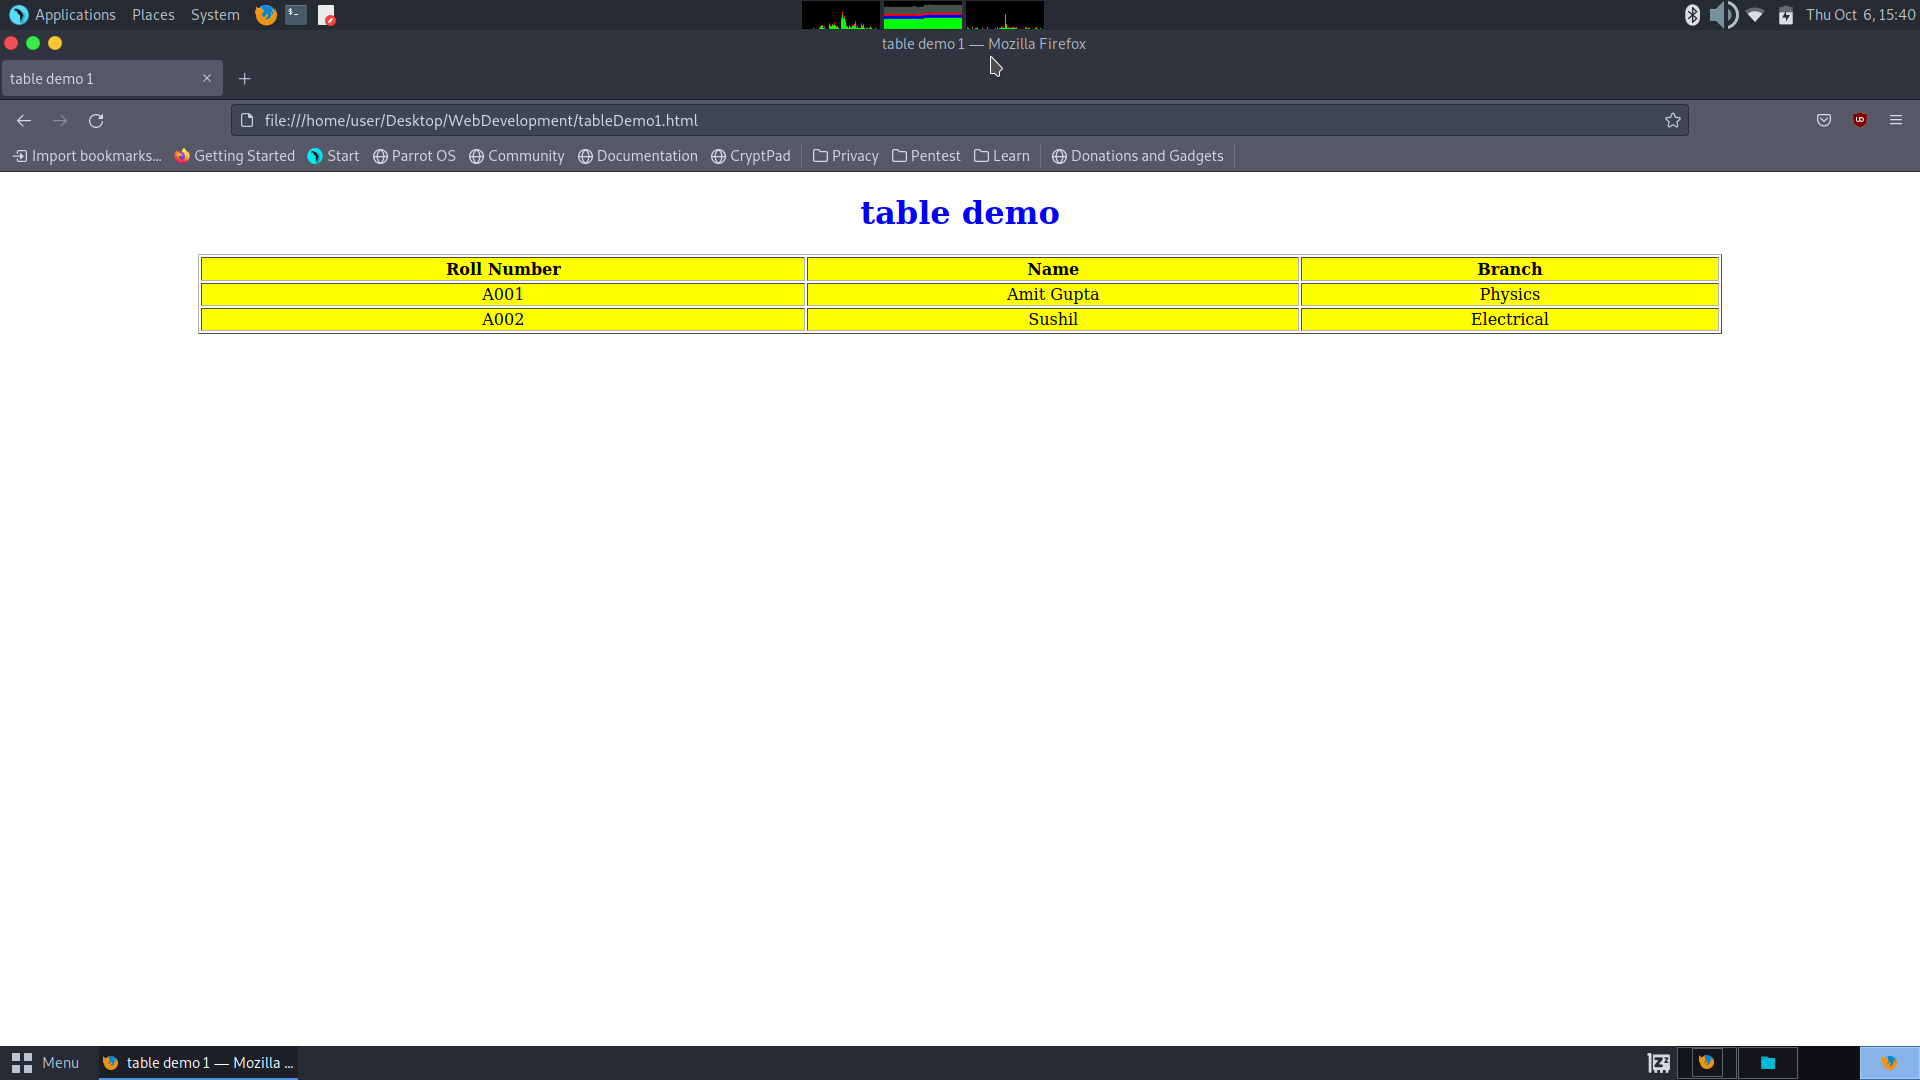 Applications Places System Thu Oct 6, 15:40
table demo 1 — Mozilla Firefox
table demo 1
file:///home/user/Desktop/WebDevelopment/tableDemo1.html
Import bookmarks... Getting Started Start Parrot OS Community Documentation CryptPad Privacy Pentest Learn Donations and Gadgets
table demo
Roll Number Name Branch
A001 Amit Gupta Physics
A002 Sushil Electrical
Menu table demo 1 — Mozilla ...